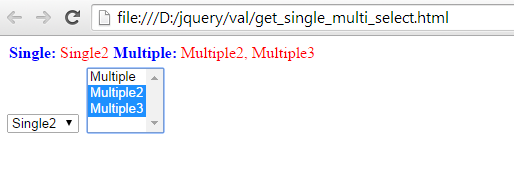 file:///D:/jquery/val/get_single_multi_select.html
Single: Single2 Multiple: Multiple2, Multiple3
Multiple
Multiple2
Multiple3
Single2